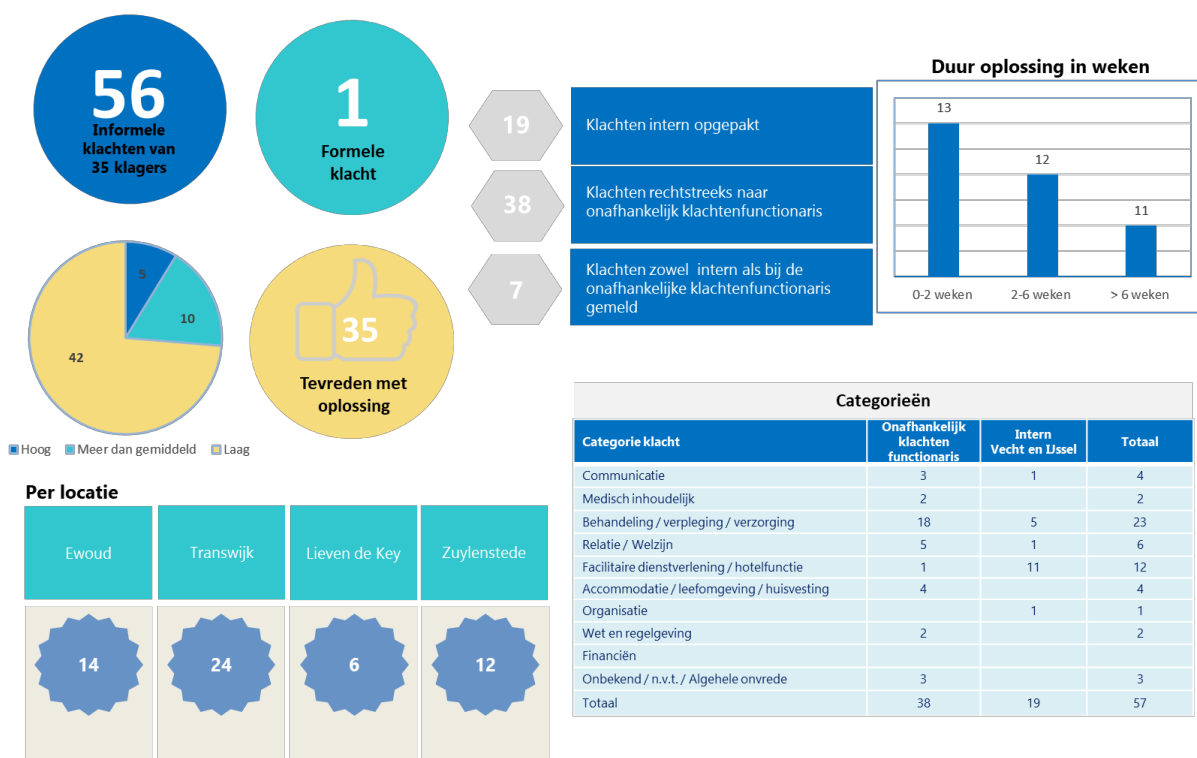 56
Informele
klachten van
35 klagers
1
Formele
klacht
19
Klachten intern opgepakt
38
Klachten rechtstreeks naar
onafhankelijk klachtenfunctionaris
7
Klachten zowel intern als bij de
onafhankelijke klachtenfunctionaris
gemeld
Duur oplossing in weken
13
12
11
0-2 weken 2-6 weken > 6 weken
5
10
42
Hoog Meer dan gemiddeld Laag
35
Tevreden met
oplossing
Per locatie
Ewoud Transwijk Lieven de Key Zuylenstede
14 24 6 12
Categorieën
Categorie klacht Onafhankelijk klachten functionaris Intern Vecht en IJssel Totaal
Communicatie 3 1 4
Medisch inhoudelijk 2 2
Behandeling / verpleging / verzorging 18 5 23
Relatie / Welzijn 5 1 6
Facilitaire dienstverlening / hotelfunctie 1 11 12
Accommodatie / leefomgeving / huisvesting 4 4
Organisatie 1 1
Wet en regelgeving 2 2
Financiën
Onbekend / n.v.t. / Algehele onvrede 3 3
Totaal 38 19 57